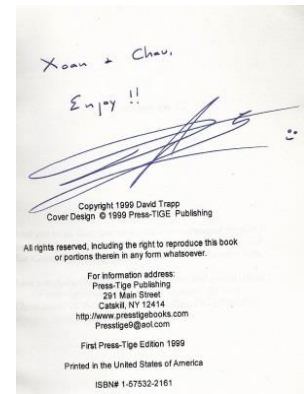 Xoan + Chau,
Enjoy !!
Copyright 1999 David Trapp
Cover Design © 1999 Press-TIGE Publishing
All rights reserved, including the right to reproduce this book
or portions therein in any form whatsoever.
For information address:
Press-Tige Publishing
291 Main Street
Catskill, NY 12414
http://www.presstigebooks.com
Presstige9@aol.com
First Press-Tige Edition 1999
Printed in the United States of America
ISBN# 1-57532-2161